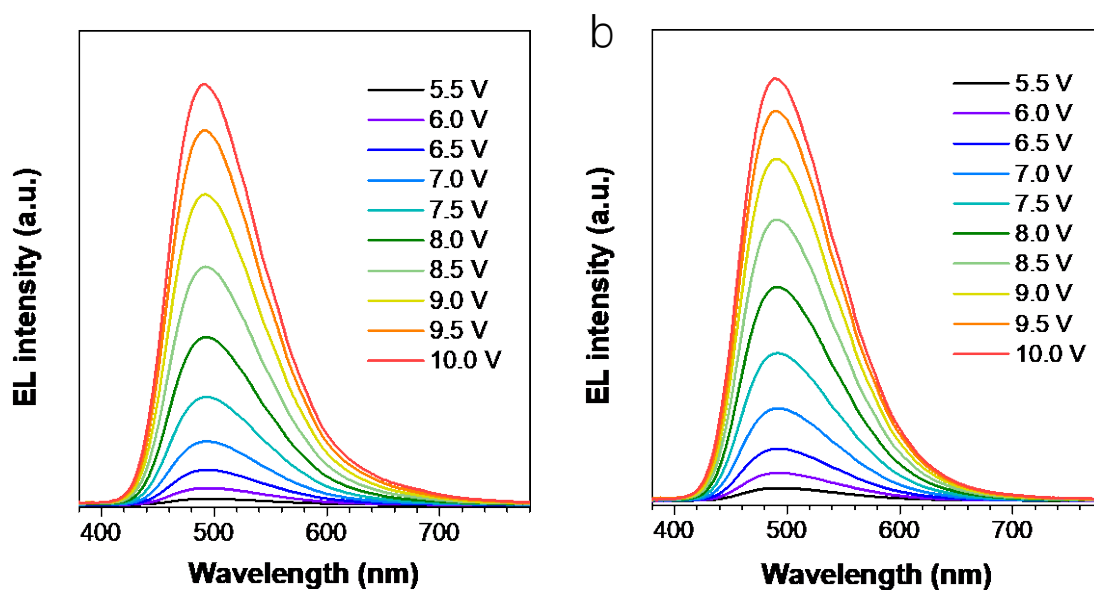 5.5 V
6.0 V
6.5 V
7.0 V
7.5 V
8.0 V
8.5 V
9.0 V
9.5 V
10.0 V
EL intensity (a.u.)
400 500 600 700
Wavelength (nm)
b
5.5 V
6.0 V
6.5 V
7.0 V
7.5 V
8.0 V
8.5 V
9.0 V
9.5 V
10.0 V
EL intensity (a.u.)
400 500 600 700
Wavelength (nm)